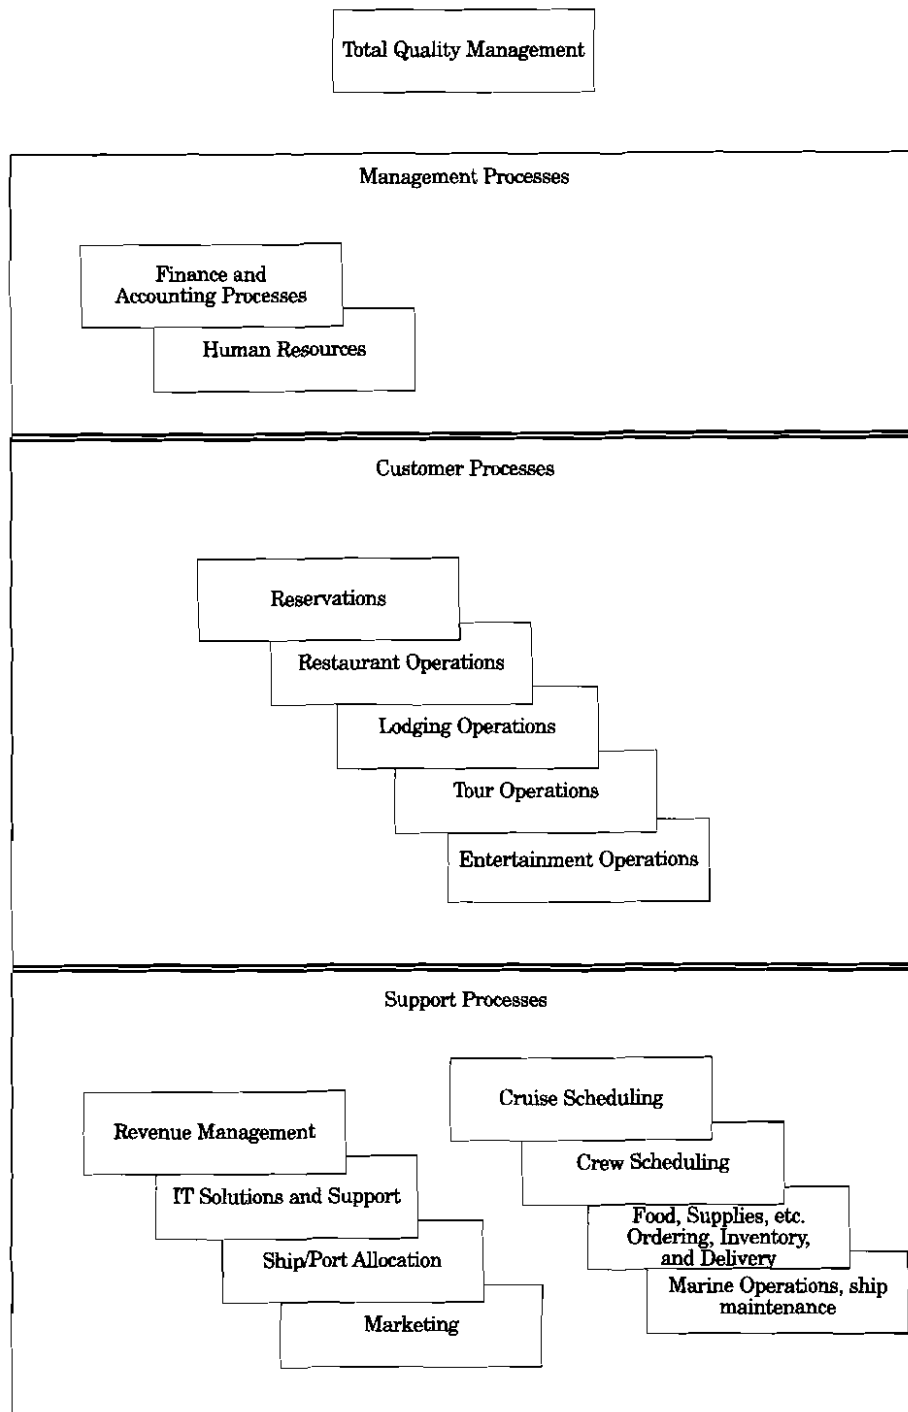 Total Quality Management
Management Processes
Finance and
Accounting Processes
Human Resources
Customer Processes
Reservations
Restaurant Operations
Lodging Operations
Tour Operations
Entertainment Operations
Support Processes
Revenue Management
IT Solutions and Support
Ship/Port Allocation
Marketing
Cruise Scheduling
Crew Scheduling
Food, Supplies, etc.
Ordering, Inventory,
and Delivery
Marine Operations, ship
maintenance